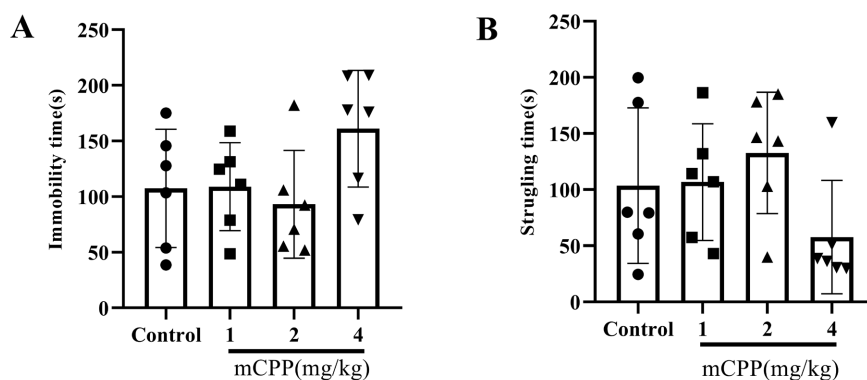 A
Immobility time(s)
250
200
150
100
50
0
Control 1 2 4
mCPP(mg/kg)
B
Strugling time(s)
250
200
150
100
50
0
Control 1 2 4
mCPP(mg/kg)